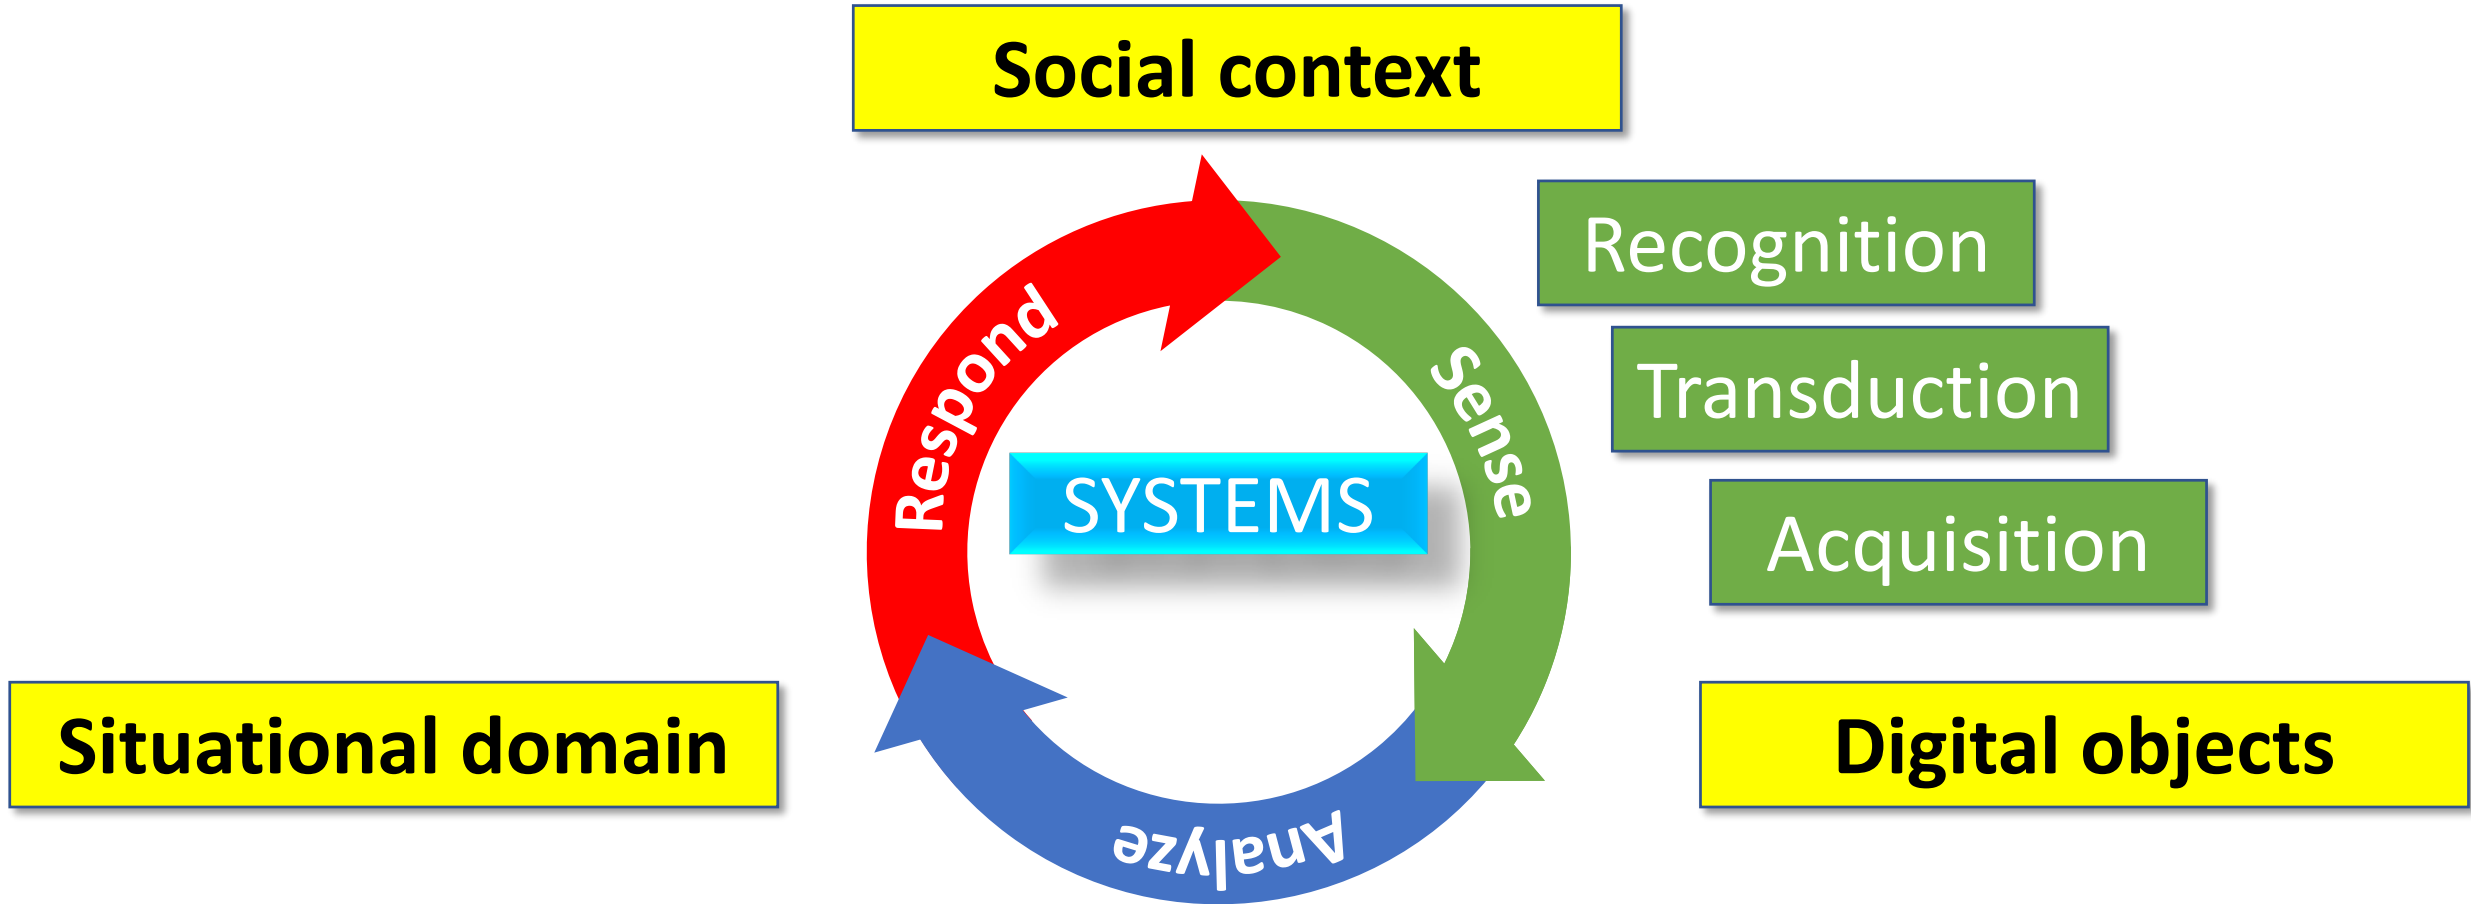 Social context
Recognition
Transduction
Acquisition
Respond
Sense
SYSTEMS
Situational domain
Digital objects
Analyze